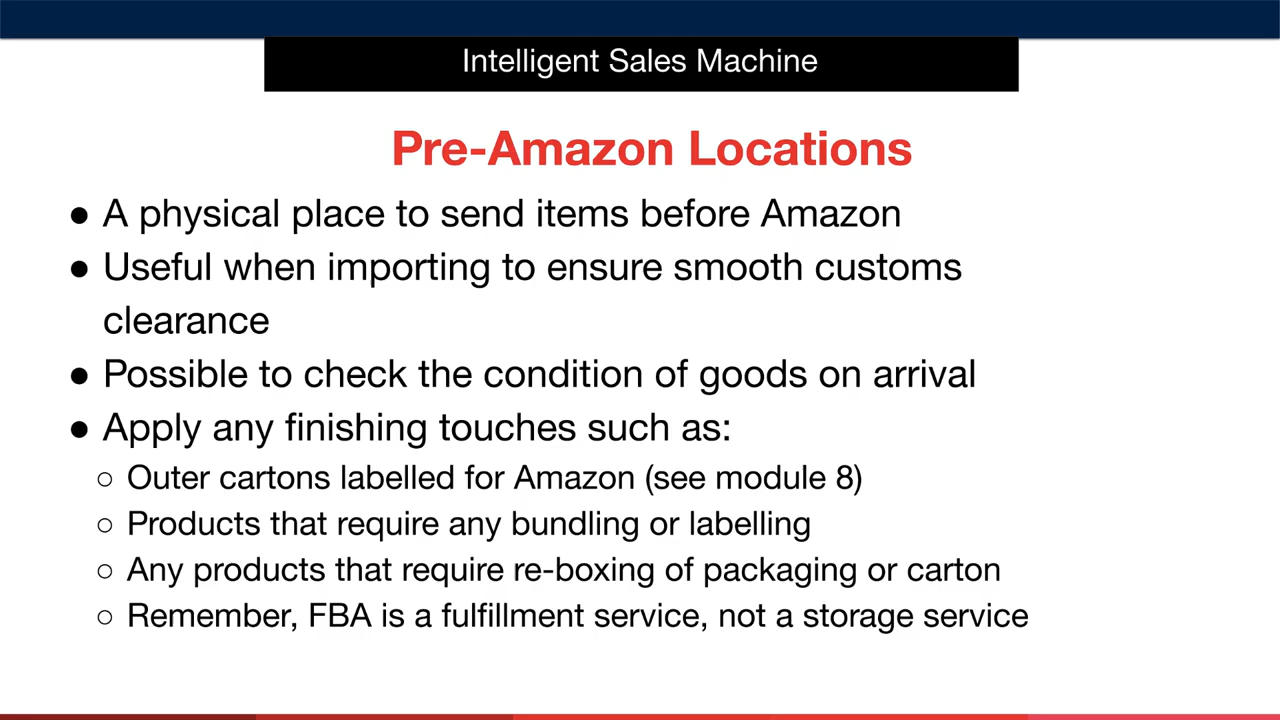 Intelligent Sales Machine
Pre-Amazon Locations
● A physical place to send items before Amazon
● Useful when importing to ensure smooth customs
clearance
● Possible to check the condition of goods on arrival
● Apply any finishing touches such as:
○ Outer cartons labelled for Amazon (see module 8)
○ Products that require any bundling or labelling
○ Any products that require re-boxing of packaging or carton
○ Remember, FBA is a fulfillment service, not a storage service